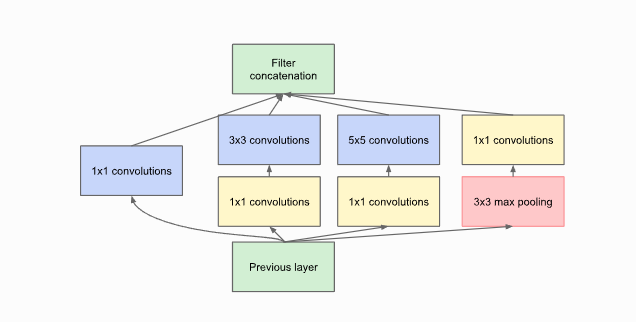 Filter
concatenation
3x3 convolutions
5x5 convolutions
1x1 convolutions
1x1 convolutions
1x1 convolutions
1x1 convolutions
3x3 max pooling
Previous layer